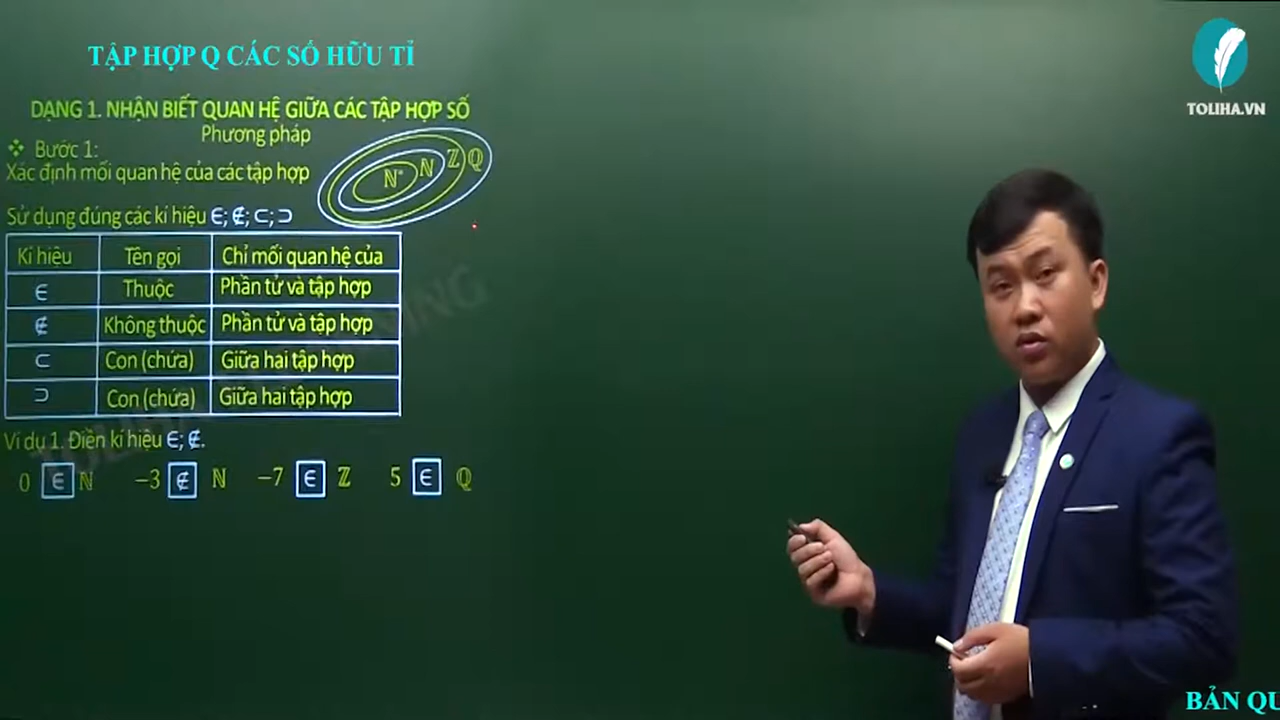 TẬP HỢP Q CÁC SỐ HỮU TỈ
TOLIHA.VN
DẠNG 1. NHẬN BIẾT QUAN HỆ GIỮA CÁC TẬP HỢP SỐ
Phương pháp
❖ Bước 1:
Xác định mối quan hệ của các tập hợp
N* N ℤ ℚ
Sử dụng đúng các kí hiệu ∈; ∉; ⊂; ⊃
Kí hiệu Tên gọi Chỉ mối quan hệ của
∈ Thuộc Phần tử và tập hợp
∉ Không thuộc Phần tử và tập hợp
⊂ Con (chứa) Giữa hai tập hợp
⊃ Con (chứa) Giữa hai tập hợp
Ví dụ 1. Điền kí hiệu ∈; ∉.
0 ∈ ℕ −3 ∉ ℕ −7 ∈ ℤ 5 ∈ ℚ
BẢN QU